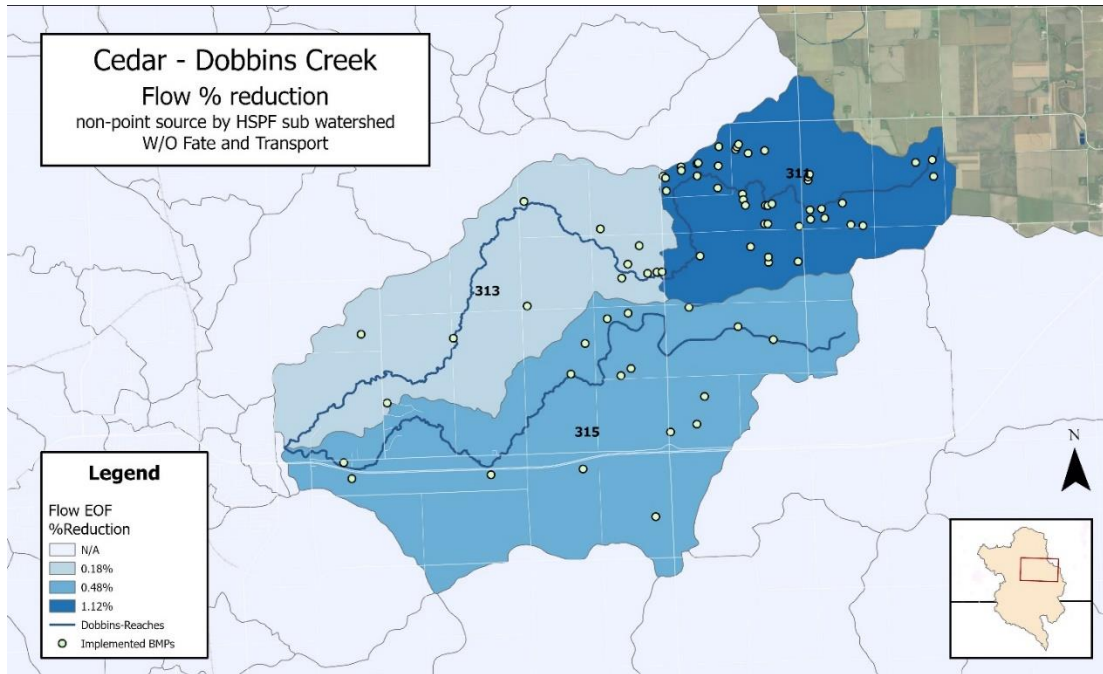 Cedar - Dobbins Creek
Flow % reduction
non-point source by HSPF sub watershed
W/O Fate and Transport
311
313
315
N
Legend
Flow EOF
%Reduction
N/A
0.18%
0.48%
1.12%
Dobbins-Reaches
Implemented BMPs